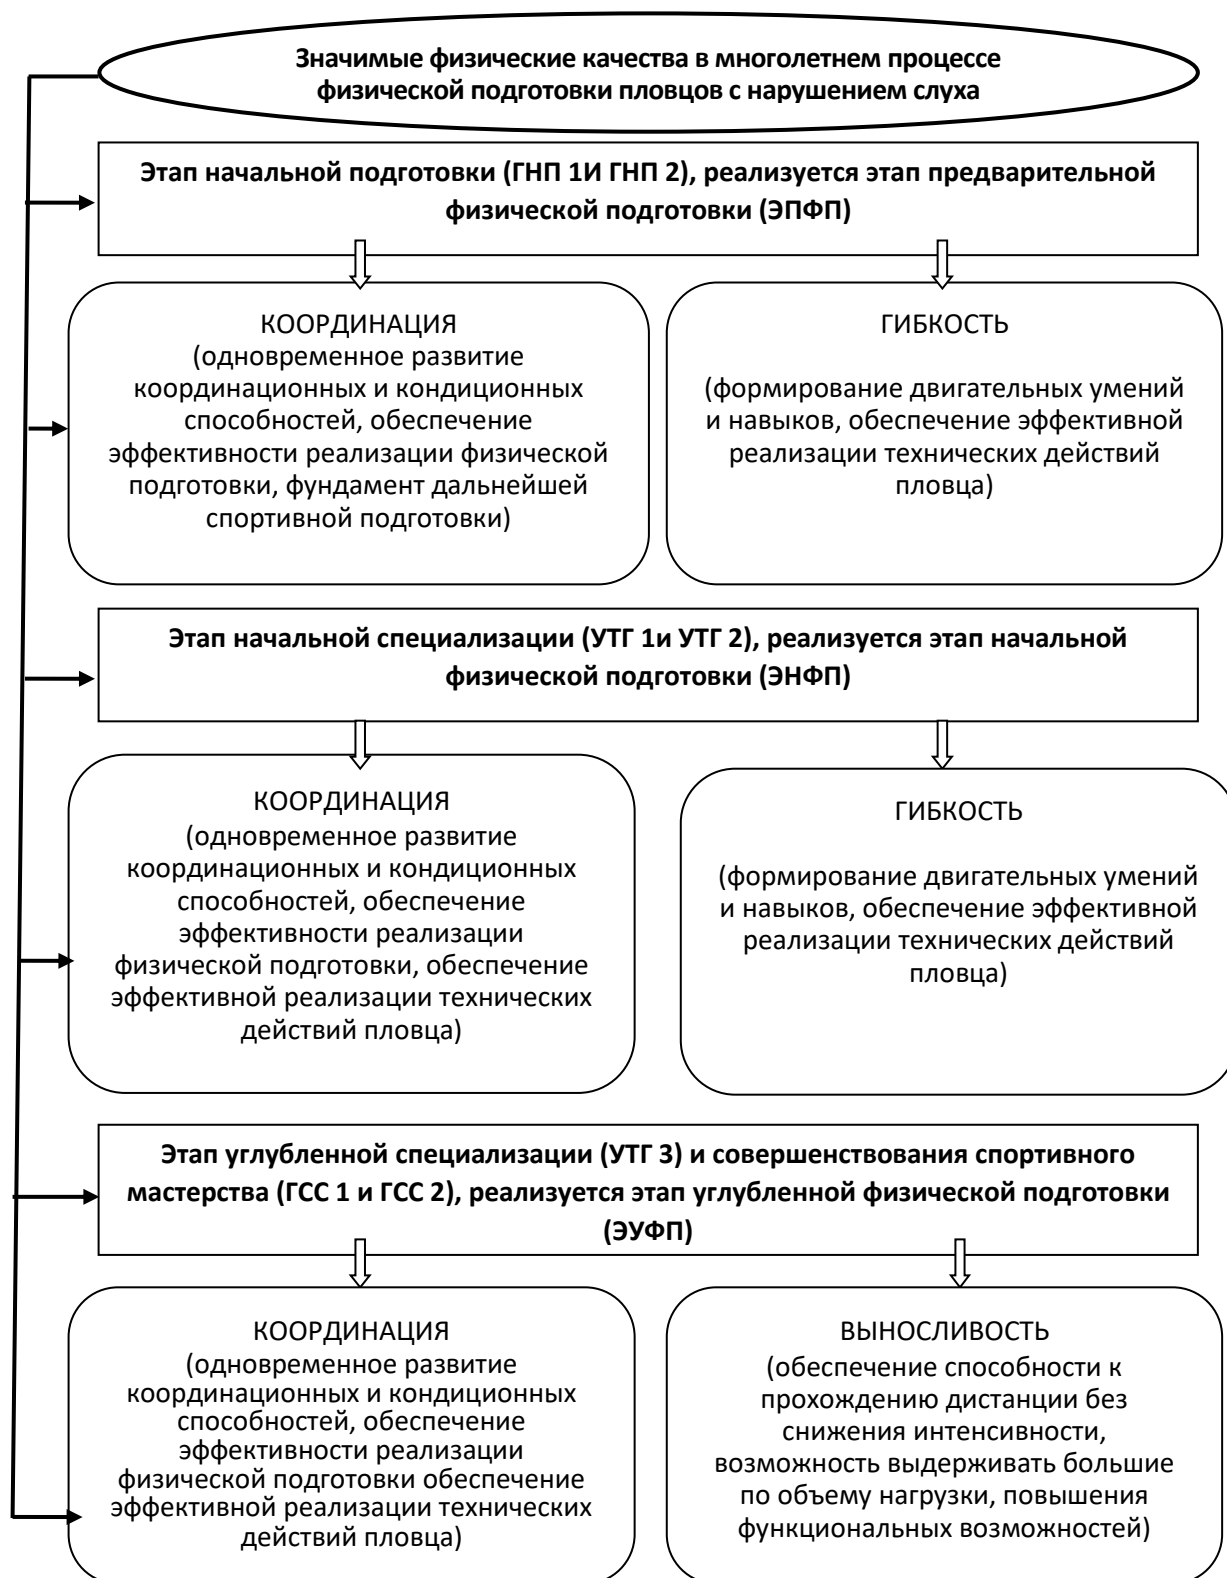 Значимые физические качества в многолетнем процессе
физической подготовки пловцов с нарушением слуха
Этап начальной подготовки (ГНП 1И ГНП 2), реализуется этап предварительной
физической подготовки (ЭПФП)
КООРДИНАЦИЯ
(одновременное развитие
координационных и кондиционных
способностей, обеспечение
эффективности реализации физической
подготовки, фундамент дальнейшей
спортивной подготовки)
ГИБКОСТЬ
(формирование двигательных умений
и навыков, обеспечение эффективной
реализации технических действий
пловца)
Этап начальной специализации (УТГ 1и УТГ 2), реализуется этап начальной
физической подготовки (ЭНФП)
КООРДИНАЦИЯ
(одновременное развитие
координационных и кондиционных
способностей, обеспечение
эффективности реализации
физической подготовки, обеспечение
эффективной реализации технических
действий пловца)
ГИБКОСТЬ
(формирование двигательных умений
и навыков, обеспечение эффективной
реализации технических действий
пловца)
Этап углубленной специализации (УТГ 3) и совершенствования спортивного
мастерства (ГСС 1 и ГСС 2), реализуется этап углубленной физической подготовки
(ЭУФП)
КООРДИНАЦИЯ
(одновременное развитие
координационных и кондиционных
способностей, обеспечение
эффективности реализации
физической подготовки обеспечение
эффективной реализации технических
действий пловца)
ВЫНОСЛИВОСТЬ
(обеспечение способности к
прохождению дистанции без
снижения интенсивности,
возможность выдерживать большие
по объему нагрузки, повышения
функциональных возможностей)